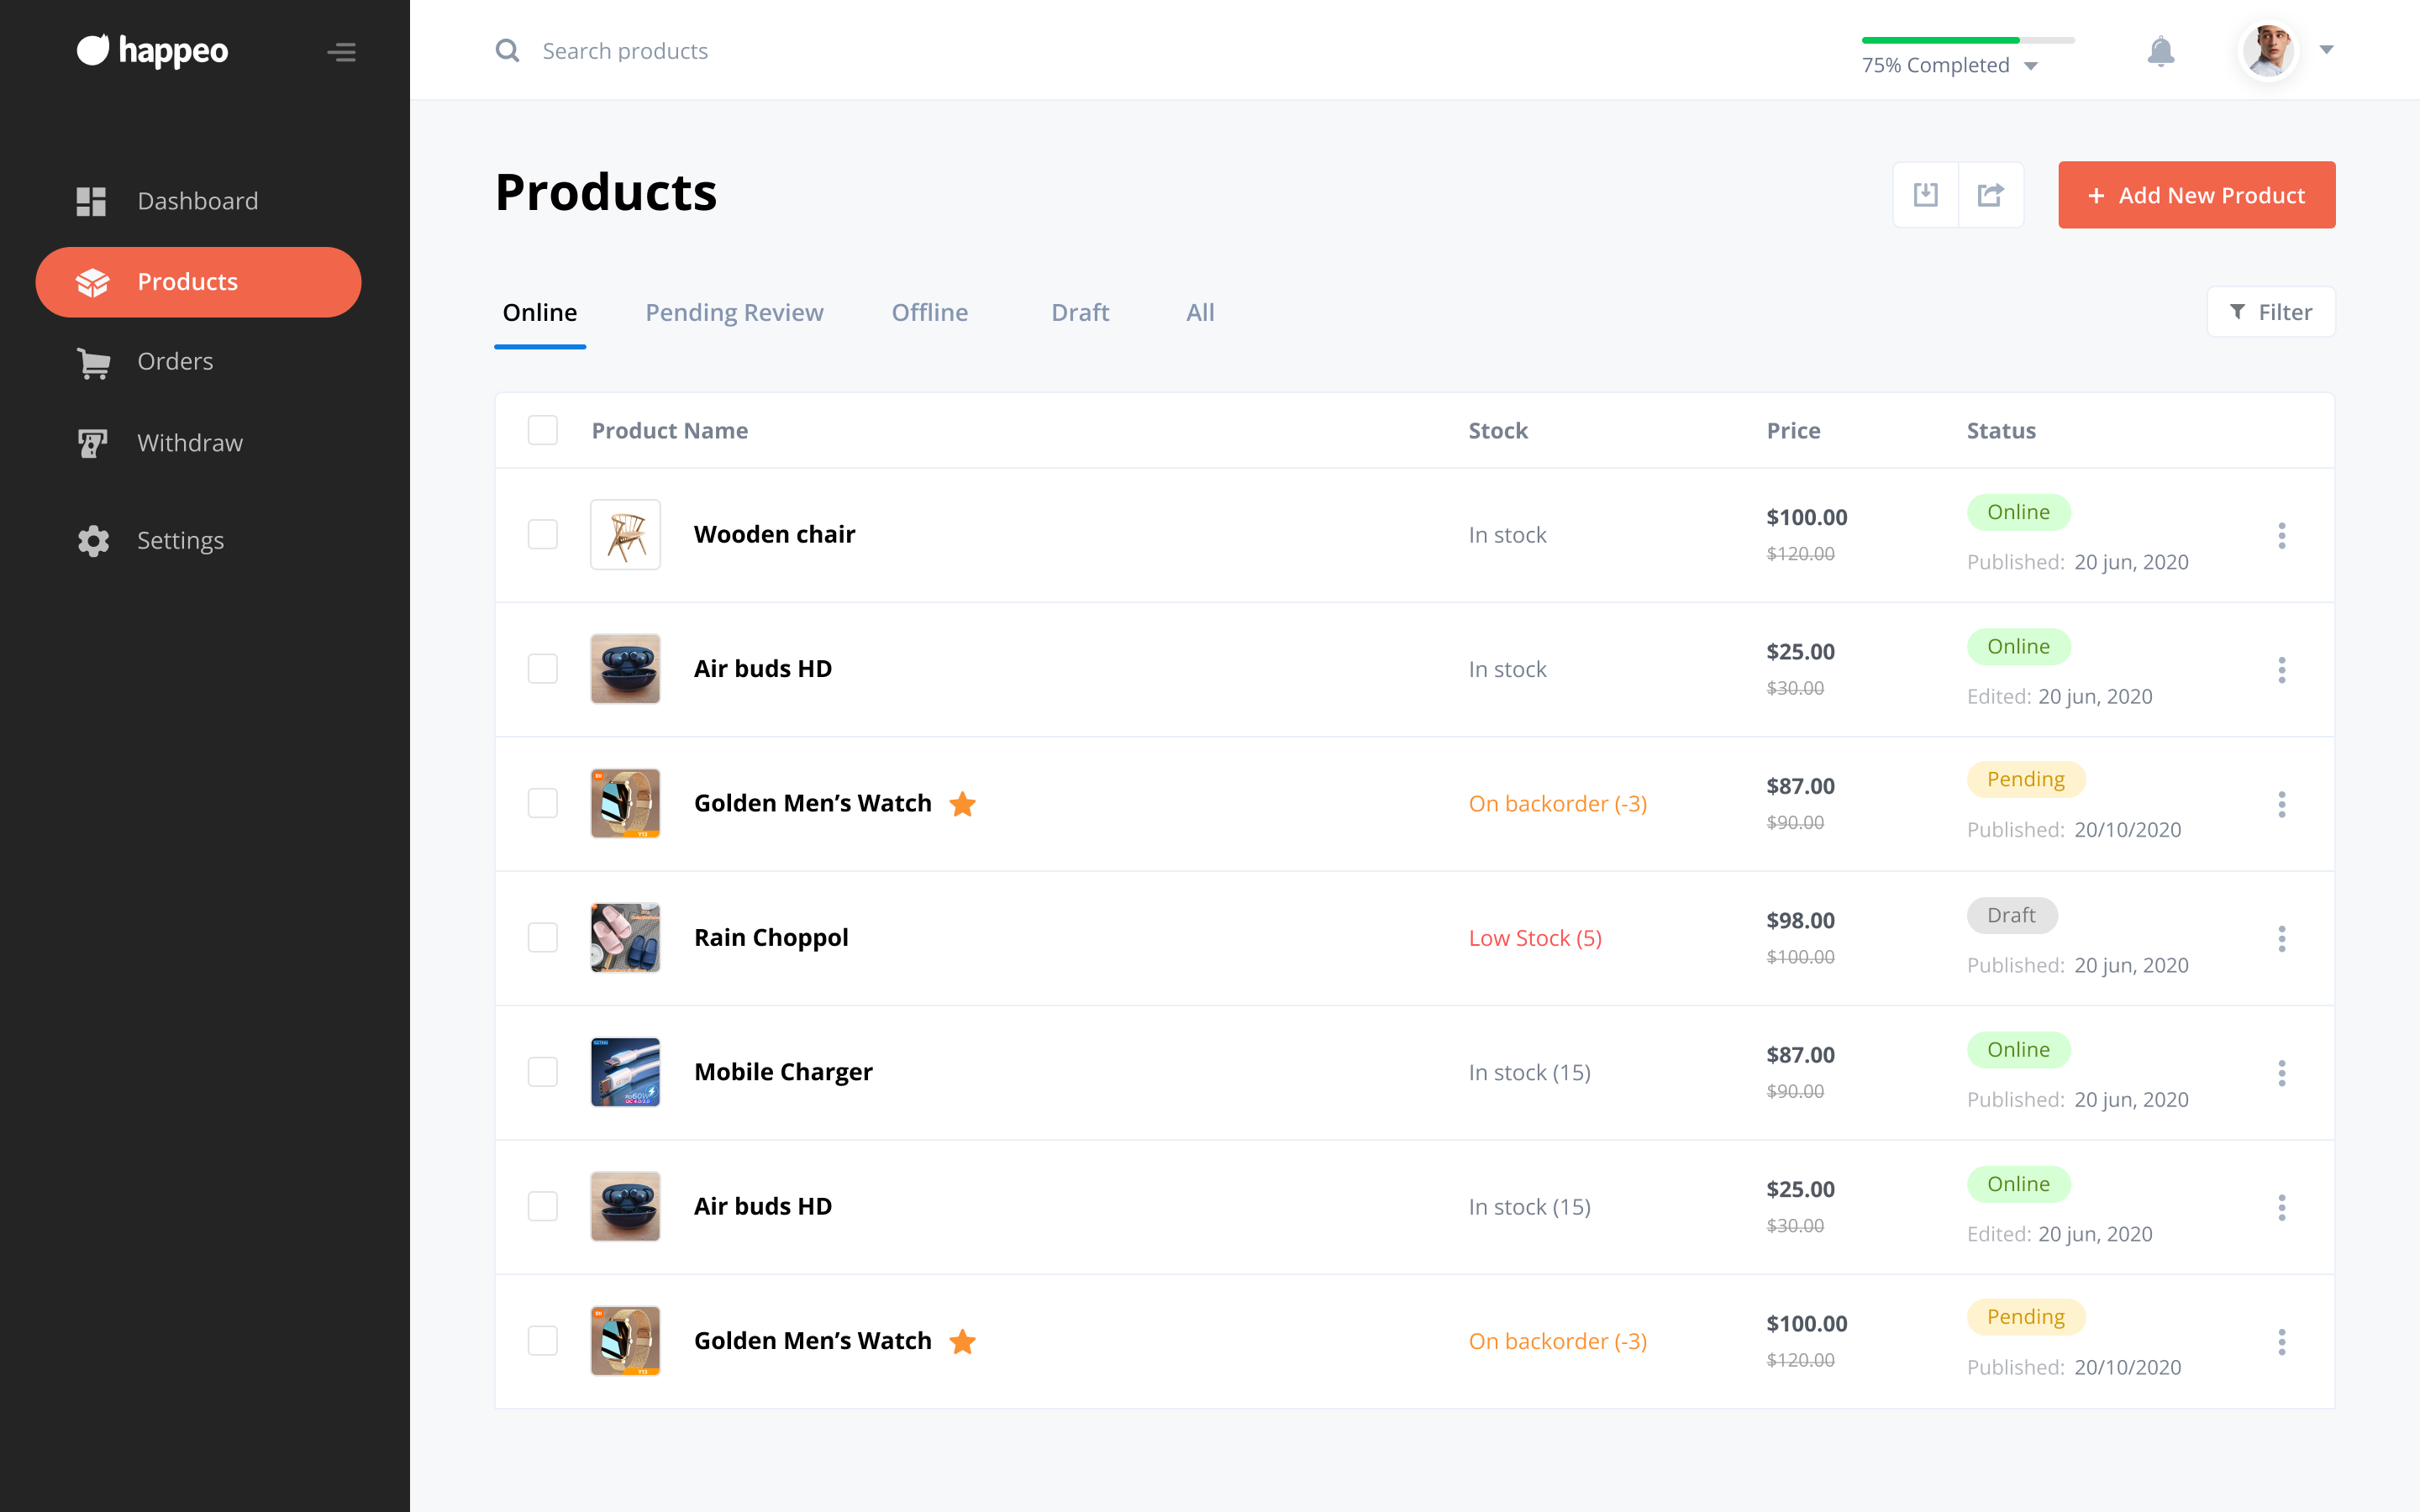 happeo
Search products
75% Completed
Dashboard
Products
Orders
Withdraw
Settings
Products
+ Add New Product
Online Pending Review Offline Draft All
Filter
Product Name Stock Price Status
Wooden chair In stock $100.00 $120.00 Online
Published: 20 jun, 2020
Air buds HD In stock $25.00 $30.00 Online
Edited: 20 jun, 2020
Golden Men’s Watch On backorder (-3) $87.00 $90.00 Pending
Published: 20/10/2020
Rain Choppol Low Stock (5) $98.00 $100.00 Draft
Published: 20 jun, 2020
Mobile Charger In stock (15) $87.00 $90.00 Online
Published: 20 jun, 2020
Air buds HD In stock (15) $25.00 $30.00 Online
Edited: 20 jun, 2020
Golden Men’s Watch On backorder (-3) $100.00 $120.00 Pending
Published: 20/10/2020